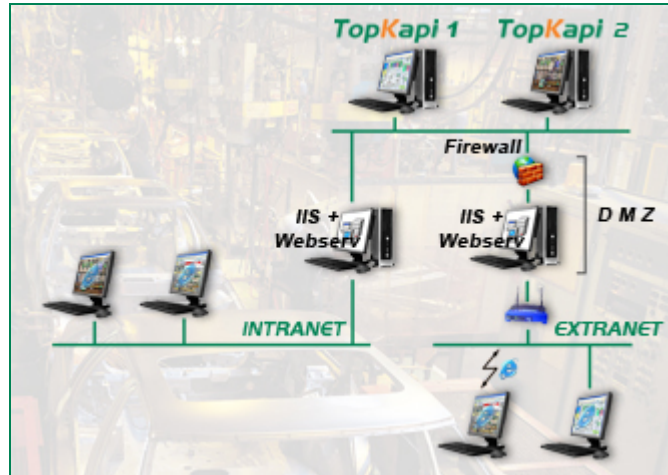 TopKapi 1
TopKapi 2
Firewall
IIS +
Webserv
IIS +
Webserv
D M Z
INTRANET
EXTRANET